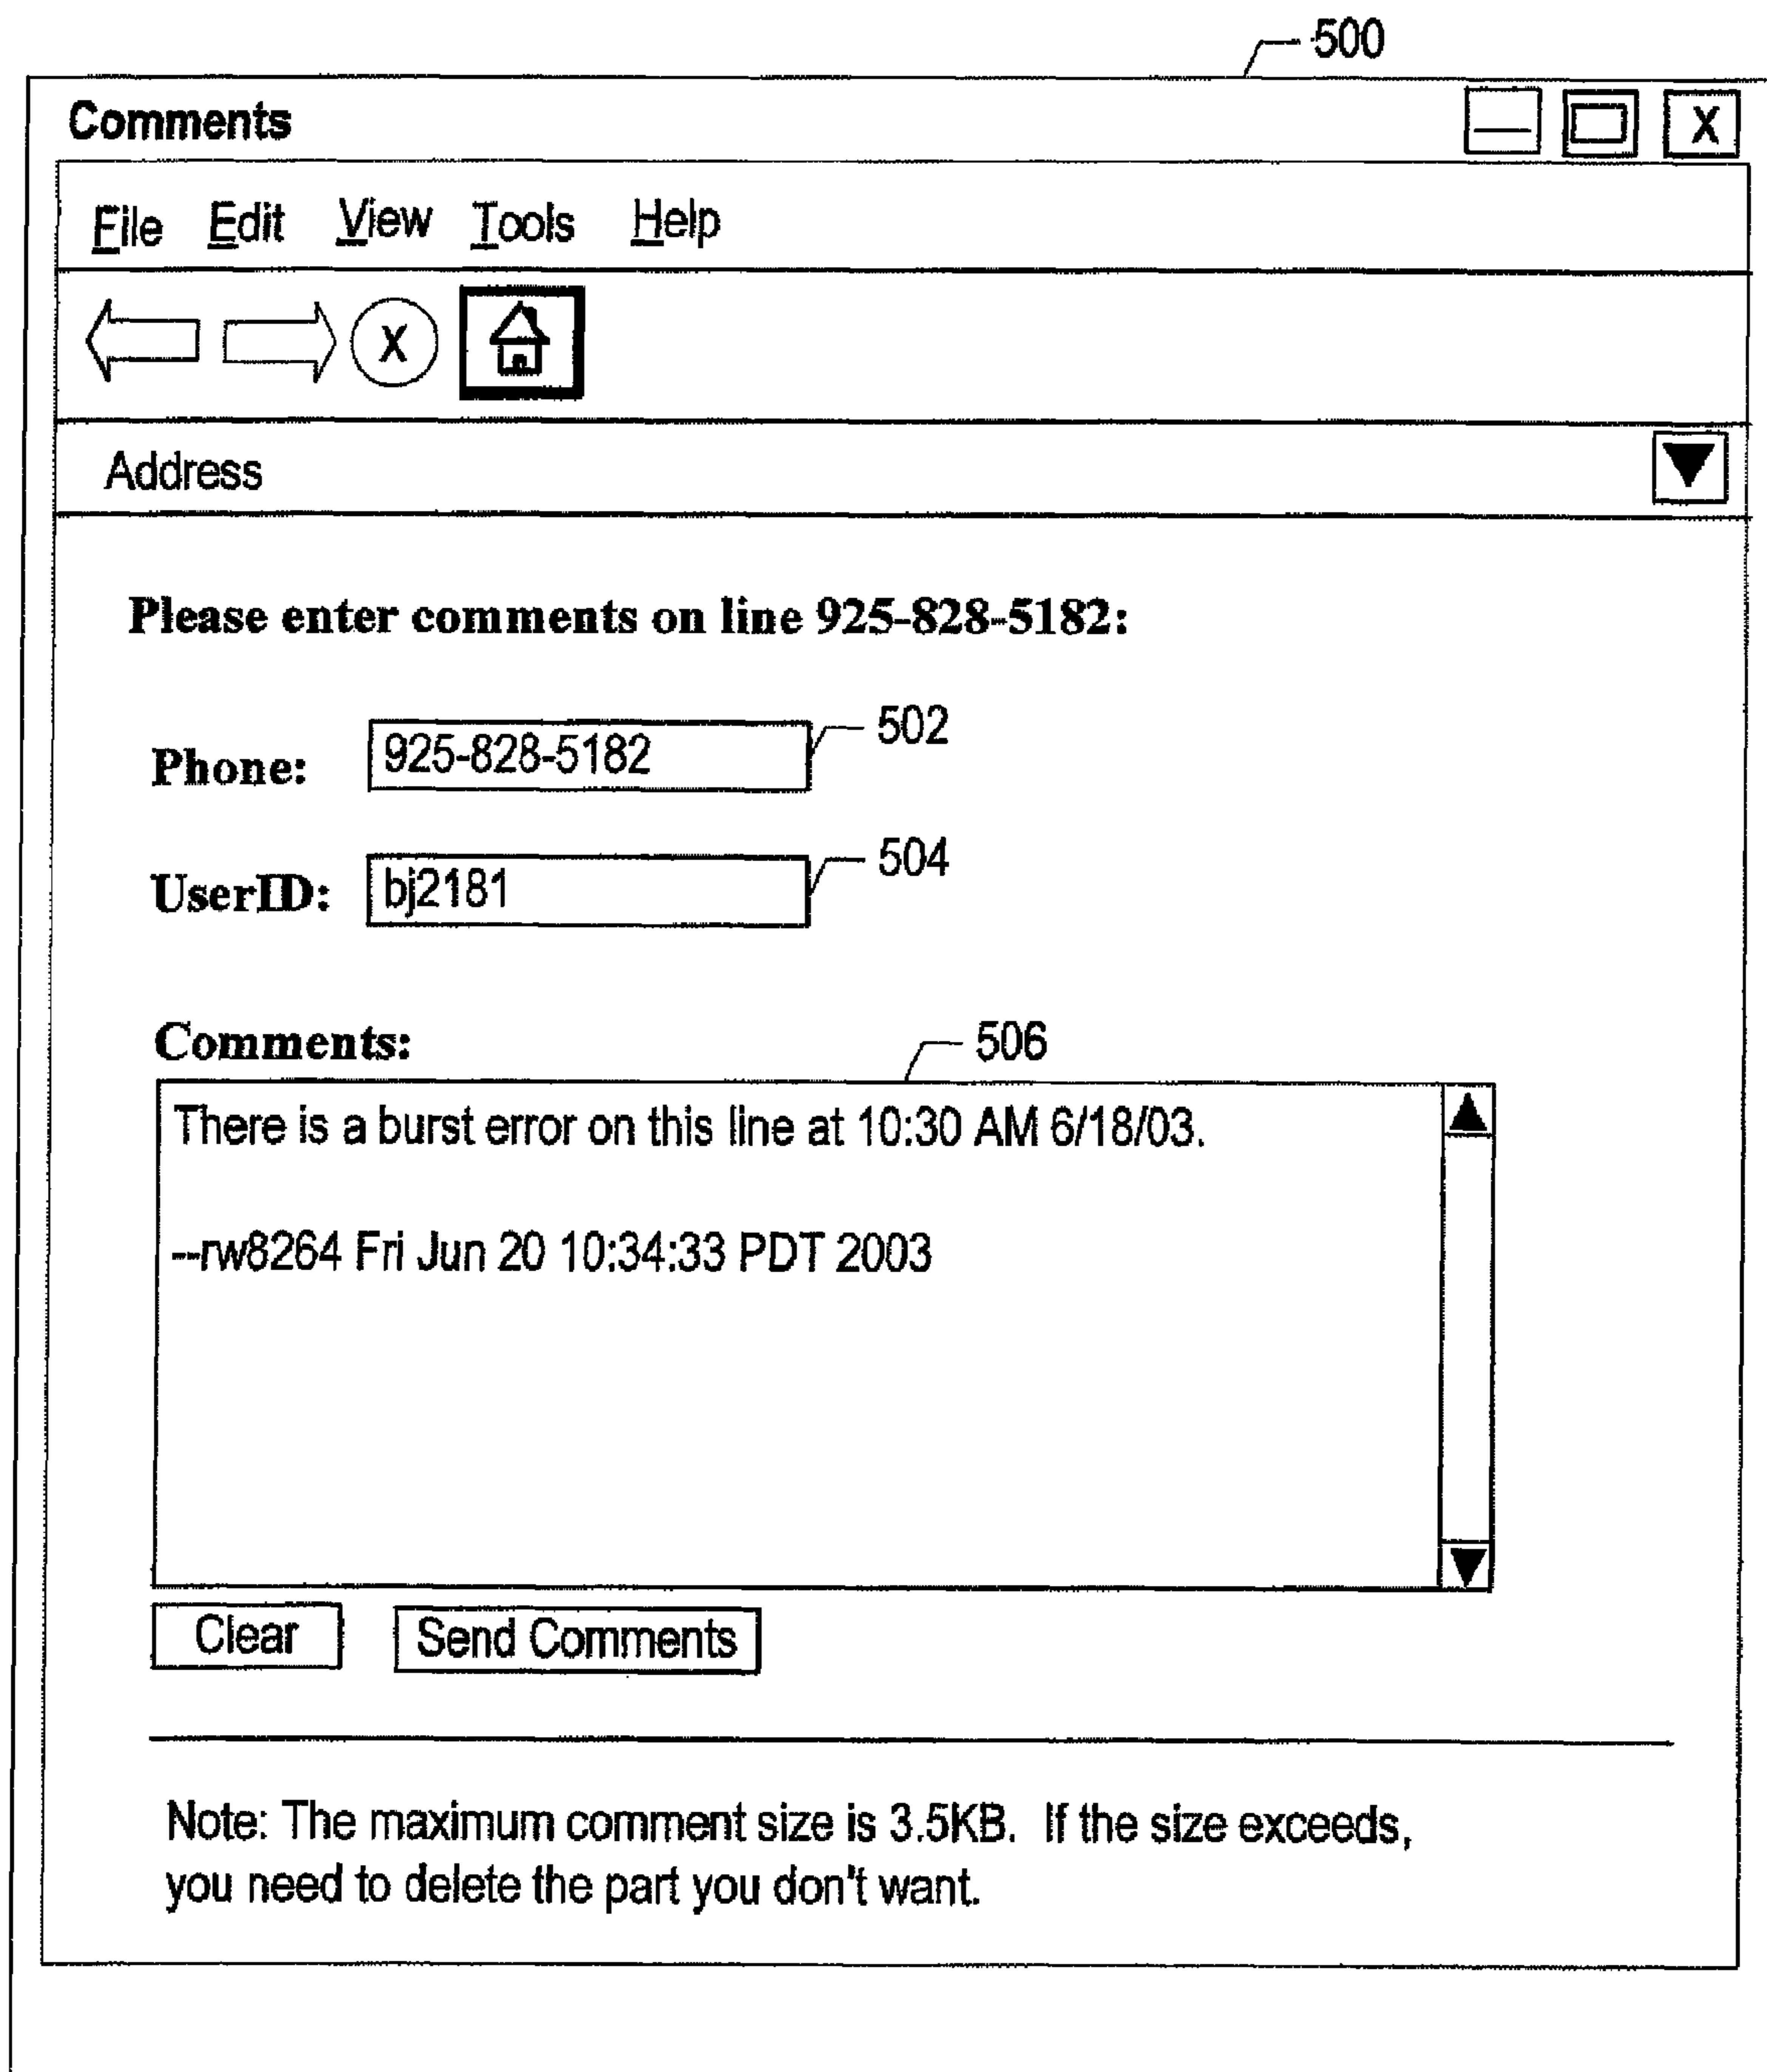 500
Comments
X
File Edit View Tools Help
X
Address
Please enter comments on line 925-828-5182:
Phone: 925-828-5182 502
UserID: bj2181 504
Comments: 506
There is a burst error on this line at 10:30 AM 6/18/03.
--rw8264 Fri Jun 20 10:34:33 PDT 2003
Clear Send Comments
Note: The maximum comment size is 3.5KB. If the size exceeds,
you need to delete the part you don't want.